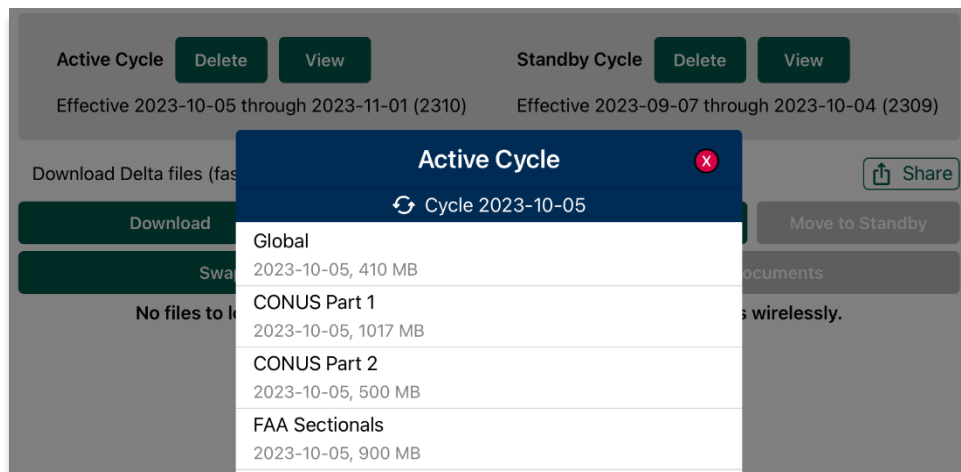 Active Cycle Delete View Standby Cycle Delete View
Effective 2023-10-05 through 2023-11-01 (2310) Effective 2023-09-07 through 2023-10-04 (2309)
Active Cycle X
Cycle 2023-10-05
Download Delta files (fas Share
Download Move to Standby
Swa ocuments
No files to l s wirelessly.
Global
2023-10-05, 410 MB
CONUS Part 1
2023-10-05, 1017 MB
CONUS Part 2
2023-10-05, 500 MB
FAA Sectionals
2023-10-05, 900 MB